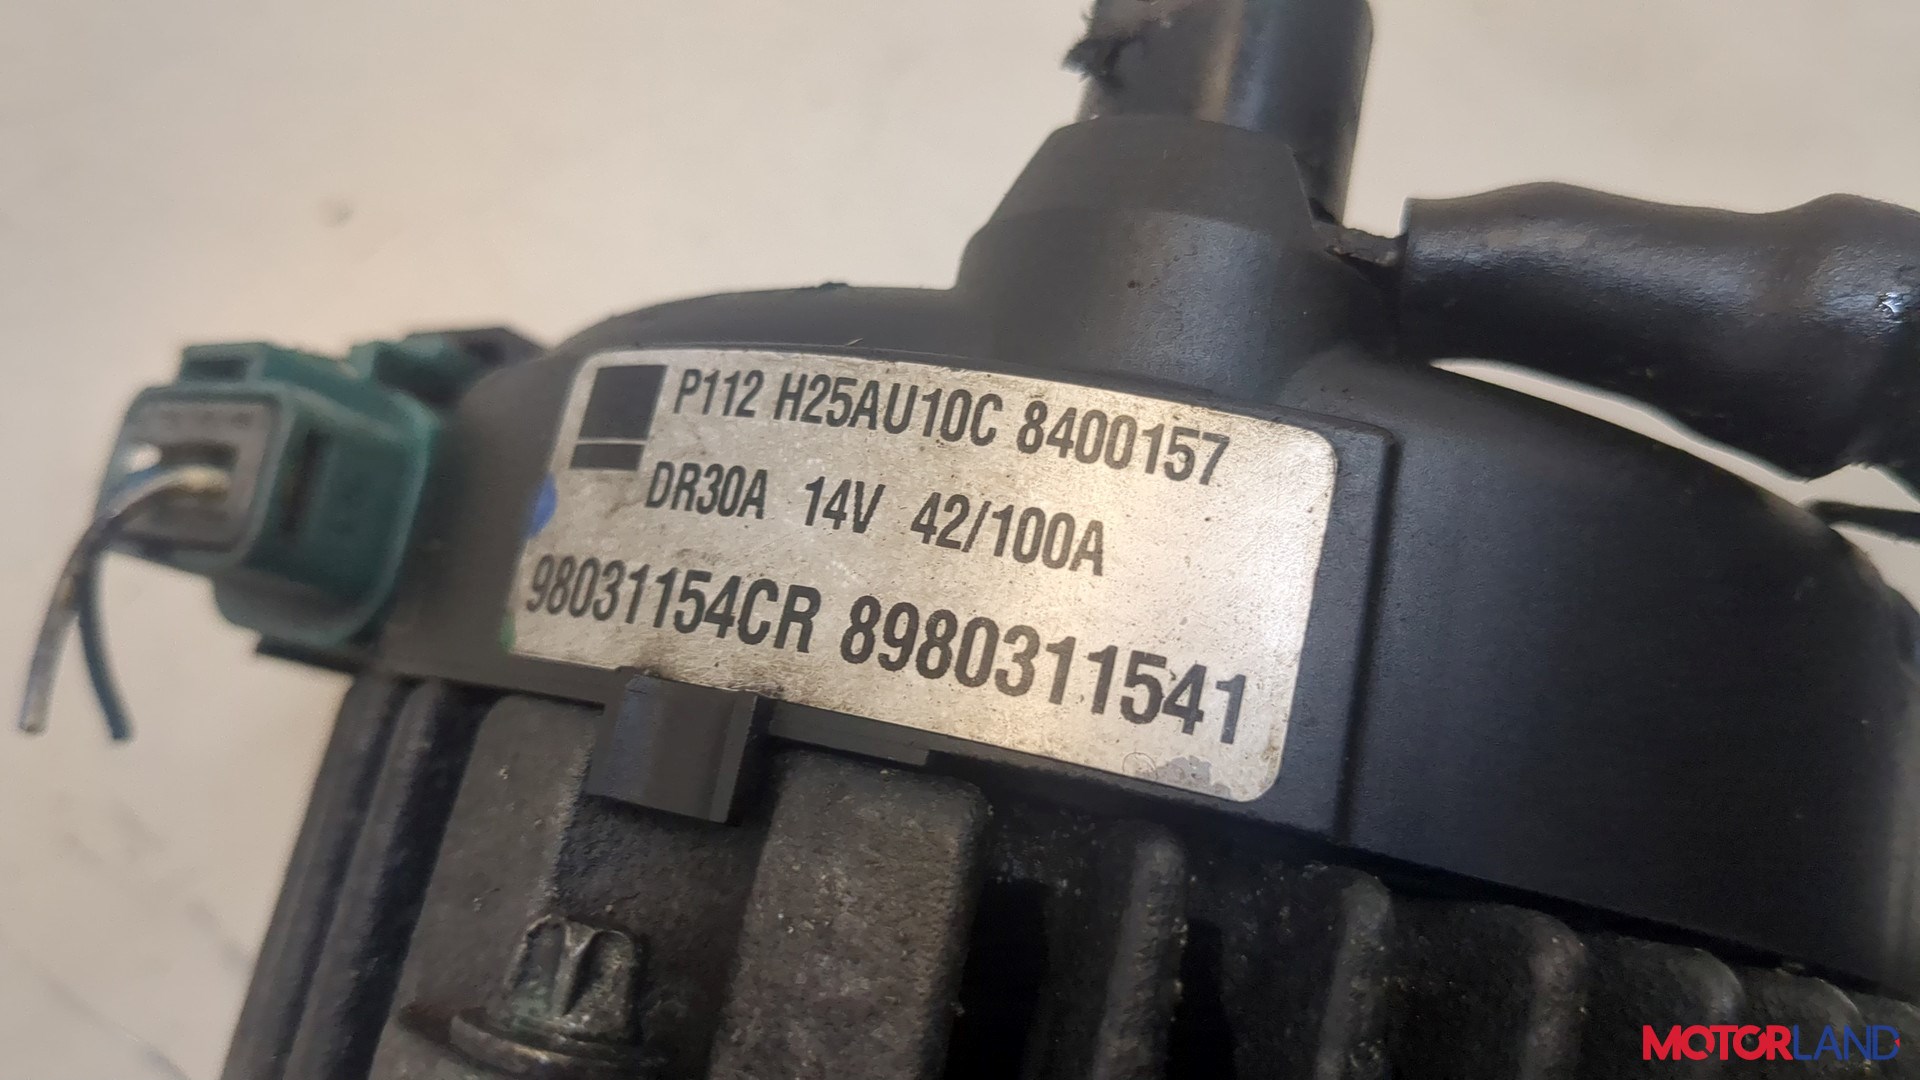 P112 H25AU10C 8400157
DR30A 14V 42/100A
98031154CR 8980311541
MOTORLAND